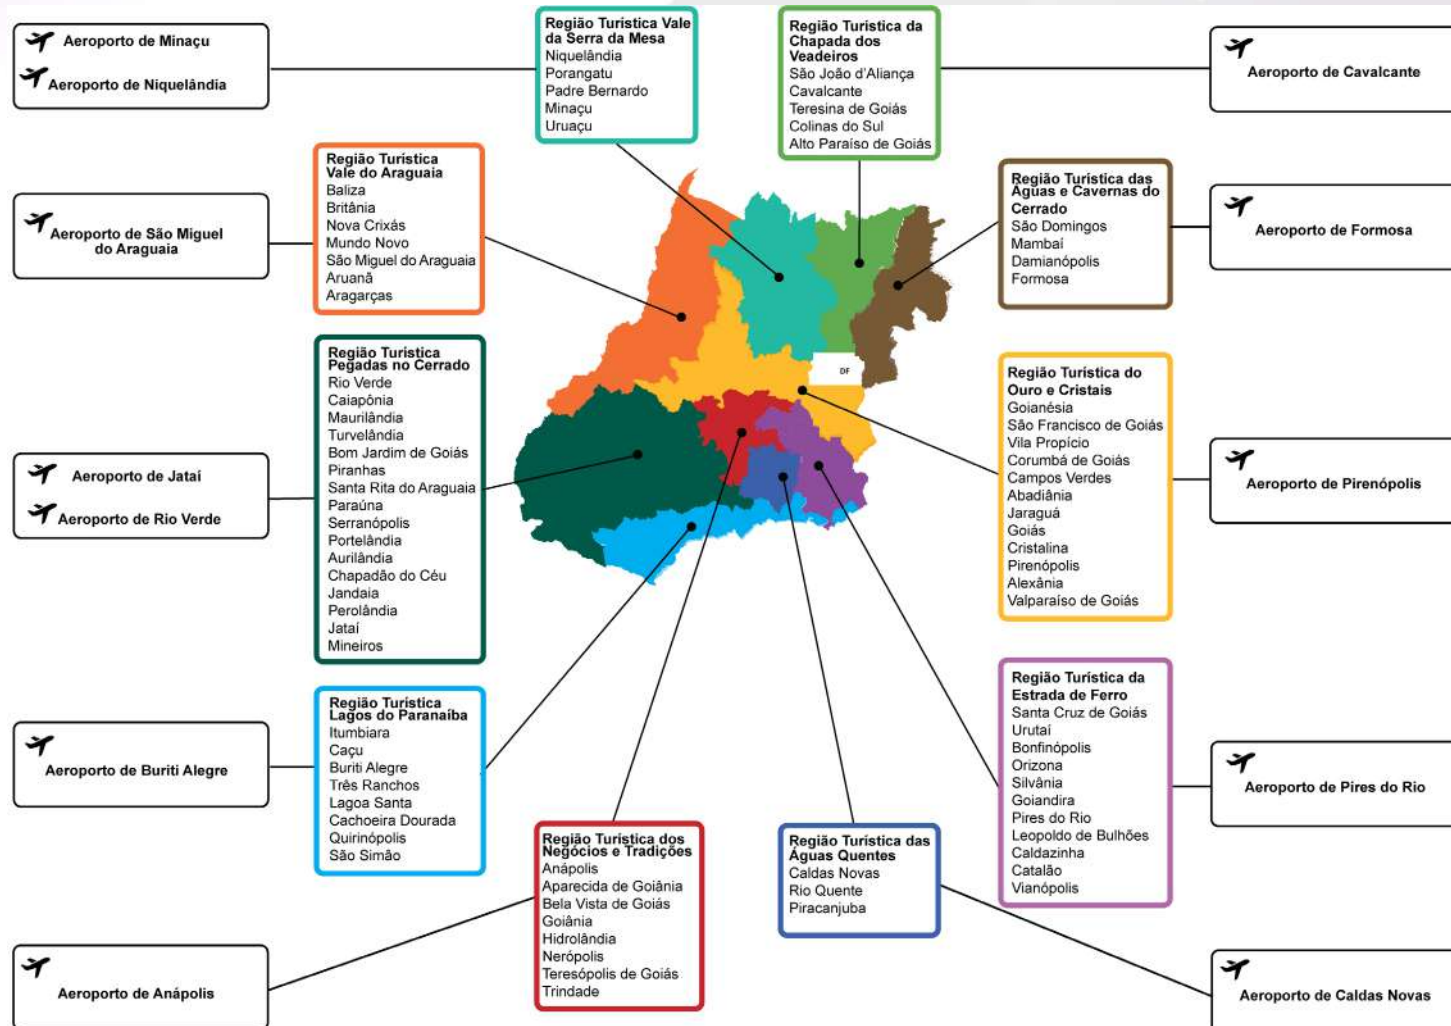 Aeroporto de Minaçu
Aeroporto de Niquelândia
Região Turística Vale
da Serra da Mesa
Niquelândia
Porangatu
Padre Bernardo
Minaçu
Uruaçu
Região Turistica da
Chapada dos
Veadeiros
São João d'Aliança
Cavalcante
Teresina de Goiás
Colinas do Sul
Alto Paraíso de Goiás
Aeroporto de Cavalcante
Aeroporto de São Miguel
do Araguaia
Região Turística
Vale do Araguaia
Baliza
Britânia
Nova Crixás
Mundo Novo
São Miguel do Araguaia
Aruanã
Aragarças
Região Turística das
Águas e Cavernas do
Cerrado
São Domingos
Mambaí
Damianópolis
Formosa
Aeroporto de Formosa
Aeroporto de Jataí
Aeroporto de Rio Verde
Região Turistica
Pegadas no Cerrado
Rio Verde
Caiapônia
Maurilândia
Turvelândia
Bom Jardim de Goiás
Piranhas
Santa Rita do Araguaia
Paraúna
Serranópolis
Portelândia
Aurilândia
Chapadão do Céu
Jandaia
Perolândia
Jataí
Mineiros
DF
Região Turística do
Ouro e Cristais
Goianésia
São Francisco de Goiás
Vila Propício
Corumbá de Goiás
Campos Verdes
Abadiânia
Jaraguá
Goiás
Cristalina
Pirenópolis
Alexânia
Valparaíso de Goiás
Aeroporto de Pirenópolis
Aeroporto de Buriti Alegre
Região Turística
Lagos do Paranaíba
Itumbiara
Caçu
Buriti Alegre
Três Ranchos
Lagoa Santa
Cachoeira Dourada
Quirinópolis
São Simão
Região Turística da
Estrada de Ferro
Santa Cruz de Goiás
Urutaí
Bonfinópolis
Orizona
Silvânia
Goiandira
Pires do Rio
Leopoldo de Bulhões
Caldazinha
Catalão
Vianópolis
Aeroporto de Pires do Rio
Aeroporto de Anápolis
Região Turística dos
Negócios e Tradições
Anápolis
Aparecida de Goiânia
Bela Vista de Goiás
Goiânia
Hidrolândia
Nerópolis
Teresópolis de Goiás
Trindade
Região Turística das
Águas Quentes
Caldas Novas
Rio Quente
Piracanjuba
Aeroporto de Caldas Novas